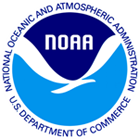 NATIONAL OCEANIC AND ATMOSPHERIC ADMINISTRATION
NOAA
U.S. DEPARTMENT OF COMMERCE